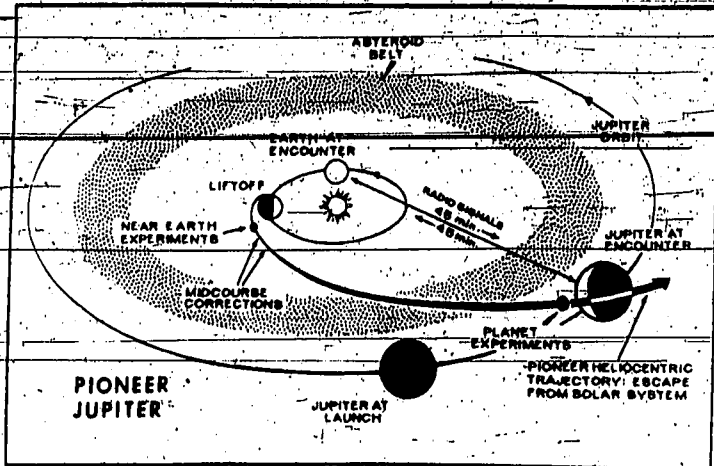 ASTEROID
BELT
EARTH AT
ENCOUNTER
JUPITER
ORBIT
LIFTOFF
RADIO SIGNALS
45 min.
45 min.
NEAR EARTH
EXPERIMENTS
JUPITER AT
ENCOUNTER
MIDCOURSE
CORRECTIONS
PLANET
EXPERIMENTS
PIONEER HELIOCENTRIC
TRAJECTORY: ESCAPE
FROM SOLAR SYSTEM
PIONEER
JUPITER
JUPITER AT
LAUNCH